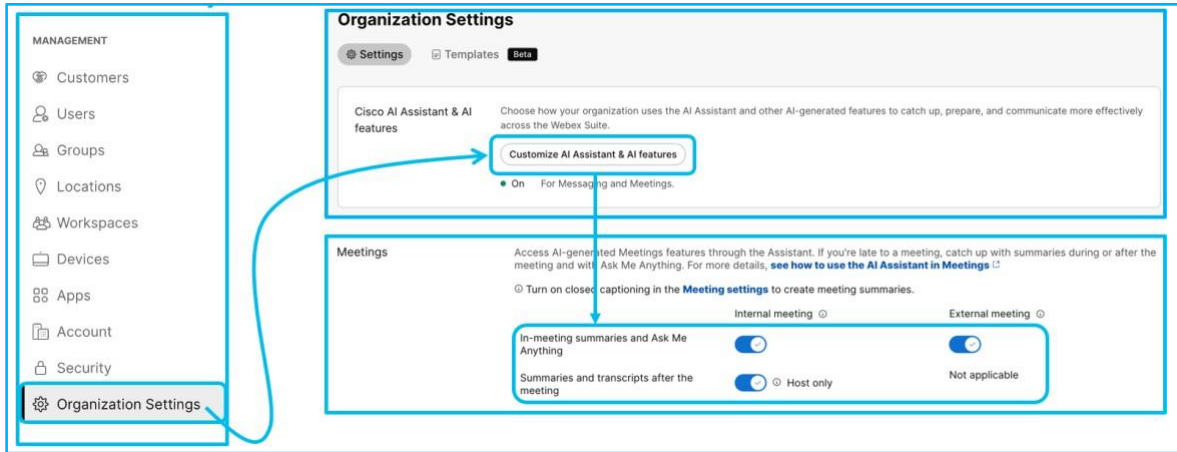 MANAGEMENT
Customers
Users
Groups
Locations
Workspaces
Devices
Apps
Account
Security
Organization Settings
Organization Settings
Settings
Templates Beta
Cisco AI Assistant & AI
features
Choose how your organization uses the AI Assistant and other AI-generated features to catch up, prepare, and communicate more effectively
across the Webex Suite.
Customize AI Assistant & AI features
On For Messaging and Meetings.
Meetings
Access AI-generated Meetings features through the Assistant. If you're late to a meeting, catch up with summaries during or after the
meeting and with Ask Me Anything. For more details, see how to use the AI Assistant in Meetings
Turn on closed captioning in the Meeting settings to create meeting summaries.
Internal meeting
External meeting
In-meeting summaries and Ask Me
Anything
Summaries and transcripts after the
meeting
Host only
Not applicable